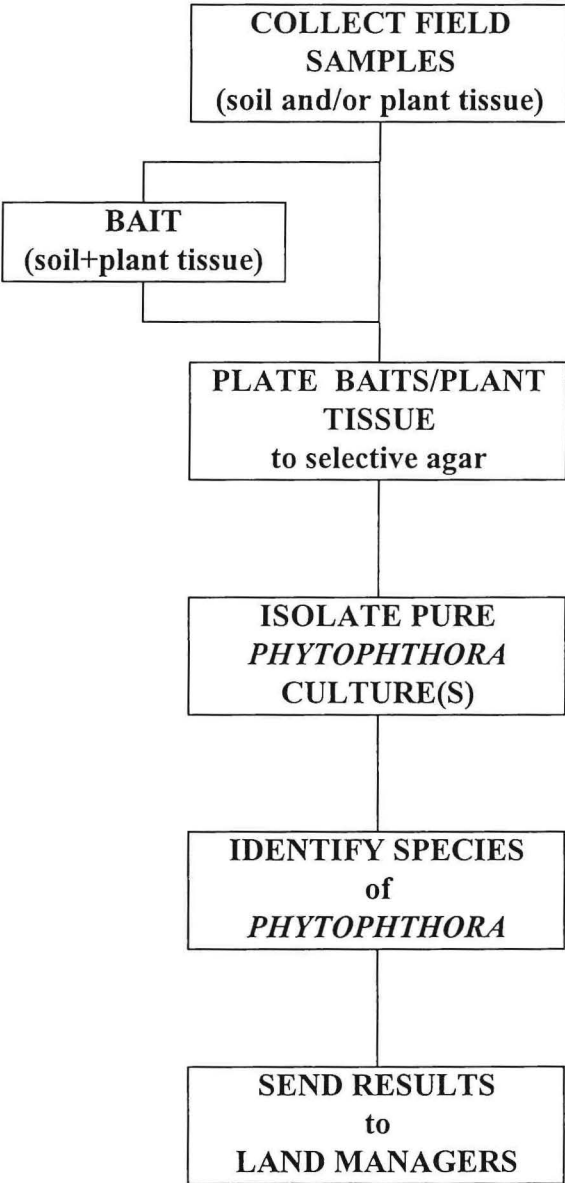 COLLECT FIELD
SAMPLES
(soil and/or plant tissue)
BAIT
(soil+plant tissue)
PLATE BAITS/PLANT
TISSUE
to selective agar
ISOLATE PURE
PHYTOPHTHORA
CULTURE(S)
IDENTIFY SPECIES
of
PHYTOPHTHORA
SEND RESULTS
to
LAND MANAGERS